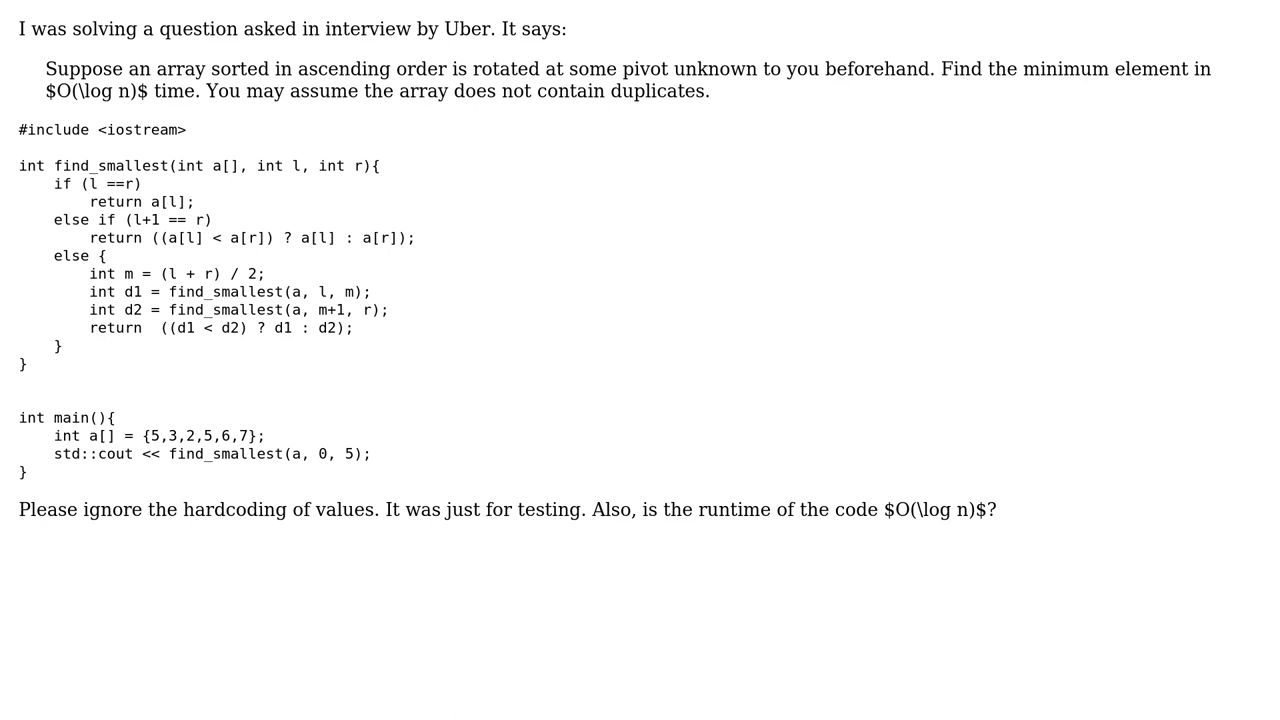 I was solving a question asked in interview by Uber. It says:
Suppose an array sorted in ascending order is rotated at some pivot unknown to you beforehand. Find the minimum element in
$O(\log n)$ time. You may assume the array does not contain duplicates.
#include <iostream>
int find_smallest(int a[], int l, int r){
    if (l ==r)
        return a[l];
    else if (l+1 == r)
        return ((a[l] < a[r]) ? a[l] : a[r]);
    else {
        int m = (l + r) / 2;
        int d1 = find_smallest(a, l, m);
        int d2 = find_smallest(a, m+1, r);
        return  ((d1 < d2) ? d1 : d2);
    }
}
int main(){
    int a[] = {5,3,2,5,6,7};
    std::cout << find_smallest(a, 0, 5);
}
Please ignore the hardcoding of values. It was just for testing. Also, is the runtime of the code $O(\log n)$?